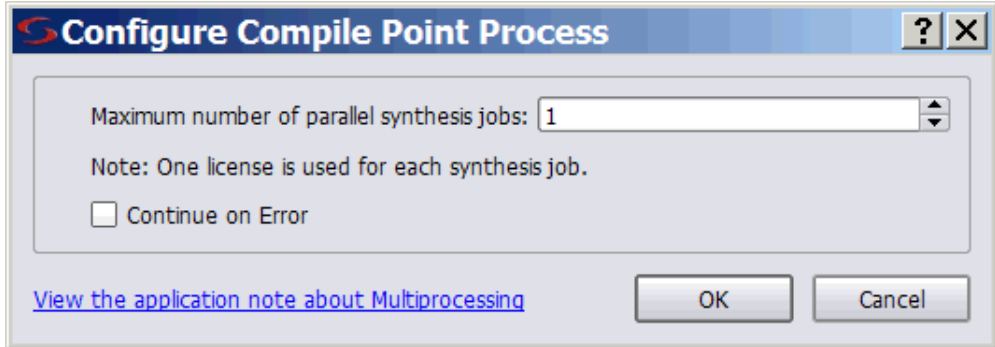 Configure Compile Point Process
? X
Maximum number of parallel synthesis jobs: 1
Note: One license is used for each synthesis job.
Continue on Error
View the application note about Multiprocessing OK Cancel